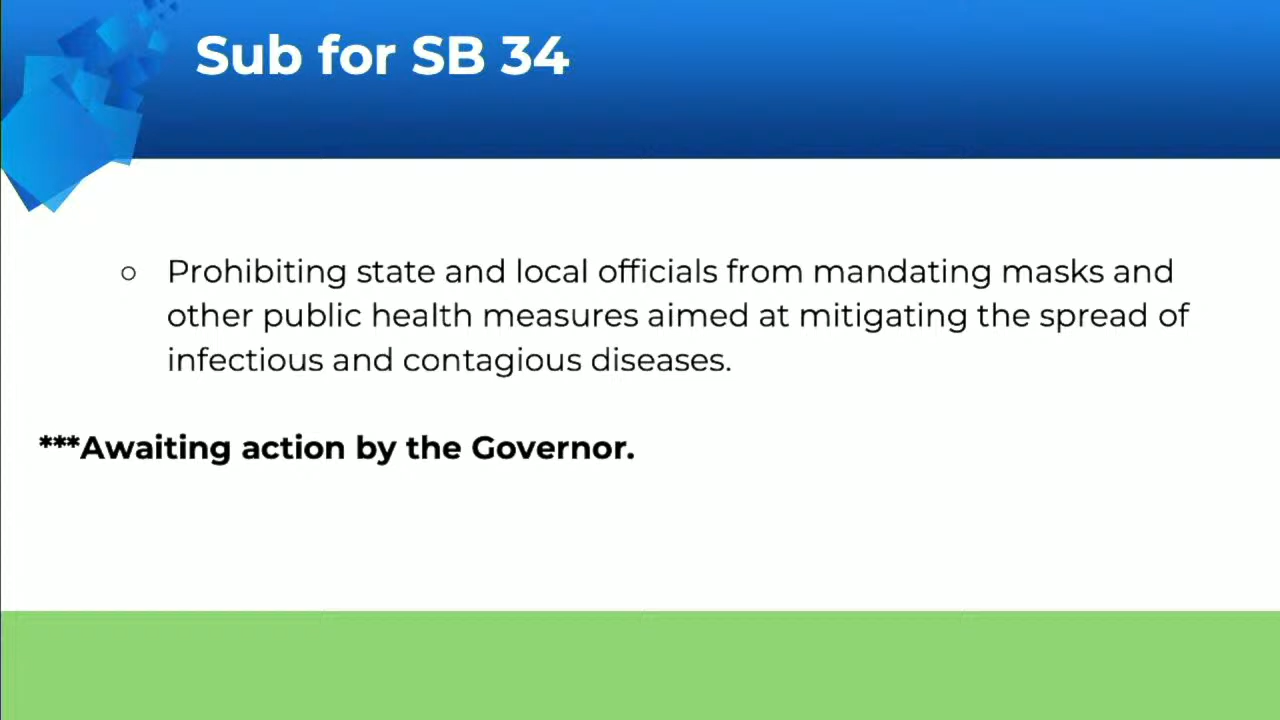 Sub for SB 34
○ Prohibiting state and local officials from mandating masks and
other public health measures aimed at mitigating the spread of
infectious and contagious diseases.
***Awaiting action by the Governor.